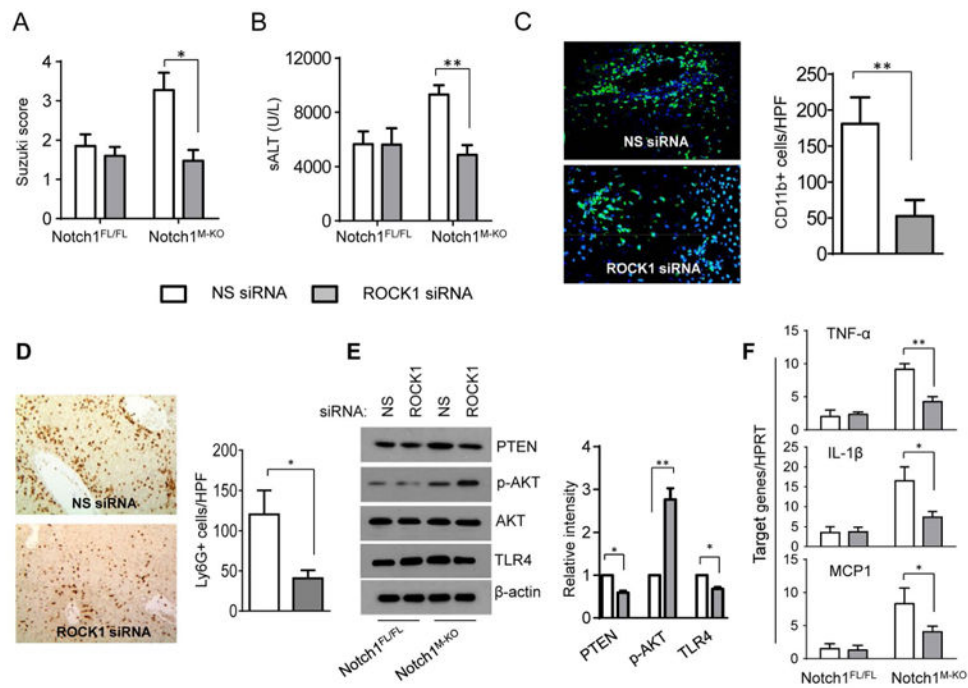 A
Suzuki score
4
3
2
1
0
*
Notch1FL/FL
Notch1M-KO
B
sALT (U/L)
12000
8000
4000
0
**
Notch1FL/FL
Notch1M-KO
C
NS siRNA
ROCK1 siRNA
CD11b+ cells/HPF
250
200
150
100
50
0
**
NS siRNA
ROCK1 siRNA
D
NS siRNA
ROCK1 siRNA
Ly6G+ cells/HPF
200
150
100
50
0
*
E
siRNA:
NS
ROCK1
NS
ROCK1
PTEN
p-AKT
AKT
TLR4
β-actin
Notch1FL/FL
Notch1M-KO
Relative intensity
4
3
2
1
0
*
**
*
PTEN
p-AKT
TLR4
F
Target genes/HPRT
TNF-α
15
10
5
0
**
IL-1β
25
20
15
10
5
0
*
MCP1
15
10
5
0
*
Notch1FL/FL
Notch1M-KO